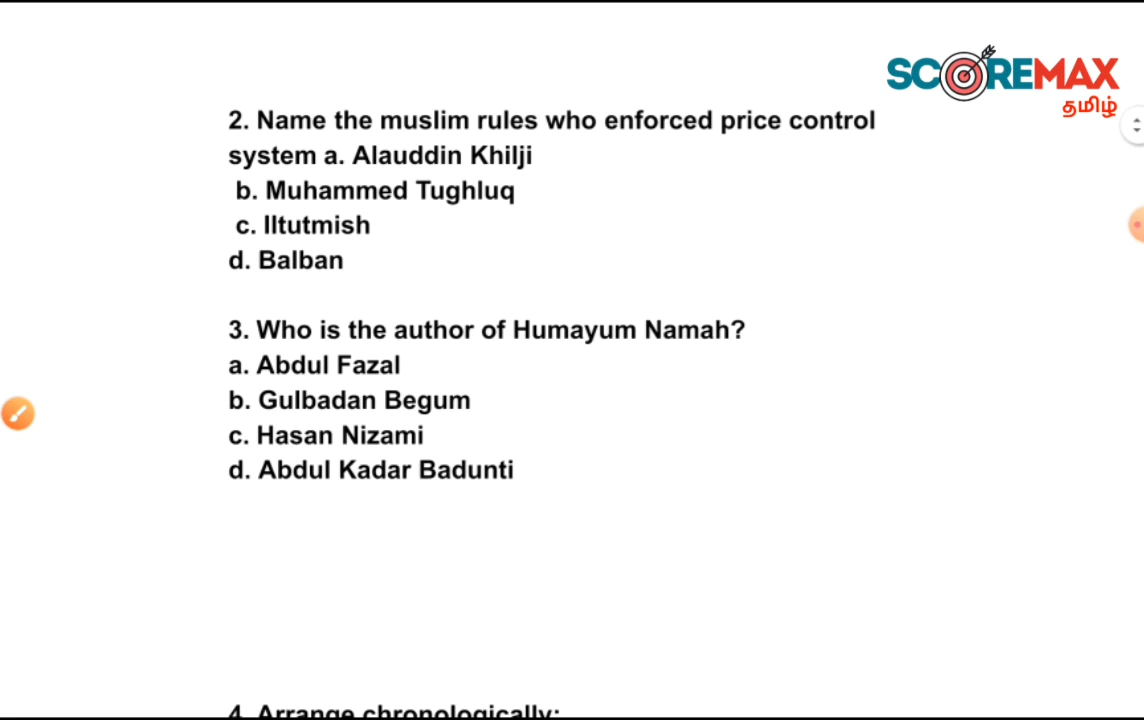 SCOREMAX
தமிழ்
2. Name the muslim rules who enforced price control
system a. Alauddin Khilji
b. Muhammed Tughluq
c. Iltutmish
d. Balban
3. Who is the author of Humayum Namah?
a. Abdul Fazal
b. Gulbadan Begum
c. Hasan Nizami
d. Abdul Kadar Badunti
4. Arrange chronologically: